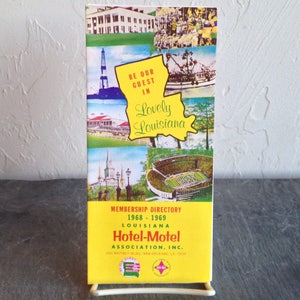 BE OUR
GUEST
IN
Lovely
Louisiana
MEMBERSHIP DIRECTORY
1968 - 1969
LOUISIANA
Hotel-Motel
ASSOCIATION, INC.